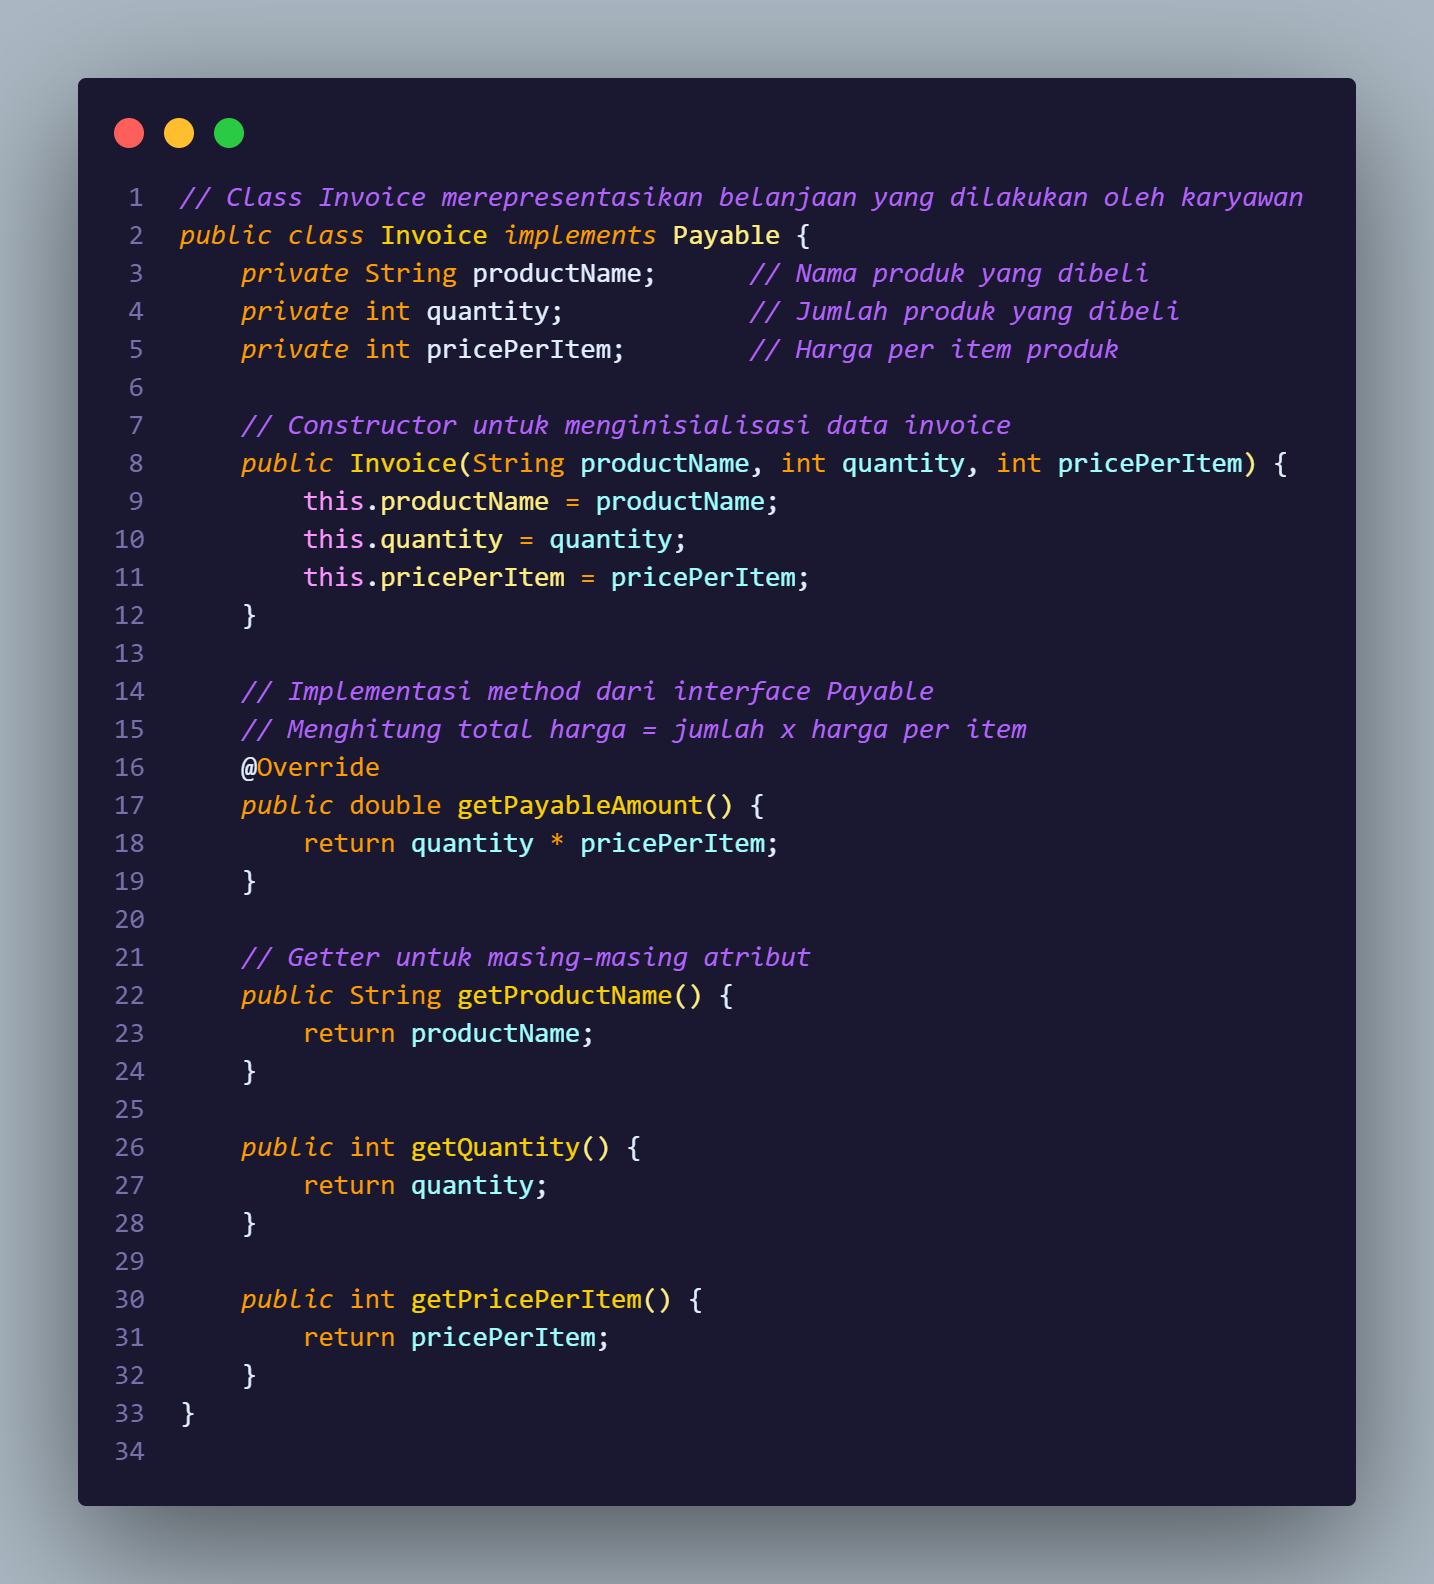 1 // Class Invoice merepresentasikan belanjaan yang dilakukan oleh karyawan
2 public class Invoice implements Payable {
3     private String productName;      // Nama produk yang dibeli
4     private int quantity;            // Jumlah produk yang dibeli
5     private int pricePerItem;        // Harga per item produk
6
7     // Constructor untuk menginisialisasi data invoice
8     public Invoice(String productName, int quantity, int pricePerItem) {
9         this.productName = productName;
10         this.quantity = quantity;
11         this.pricePerItem = pricePerItem;
12     }
13
14     // Implementasi method dari interface Payable
15     // Menghitung total harga = jumlah x harga per item
16     @Override
17     public double getPayableAmount() {
18         return quantity * pricePerItem;
19     }
20
21     // Getter untuk masing-masing atribut
22     public String getProductName() {
23         return productName;
24     }
25
26     public int getQuantity() {
27         return quantity;
28     }
29
30     public int getPricePerItem() {
31         return pricePerItem;
32     }
33 }
34